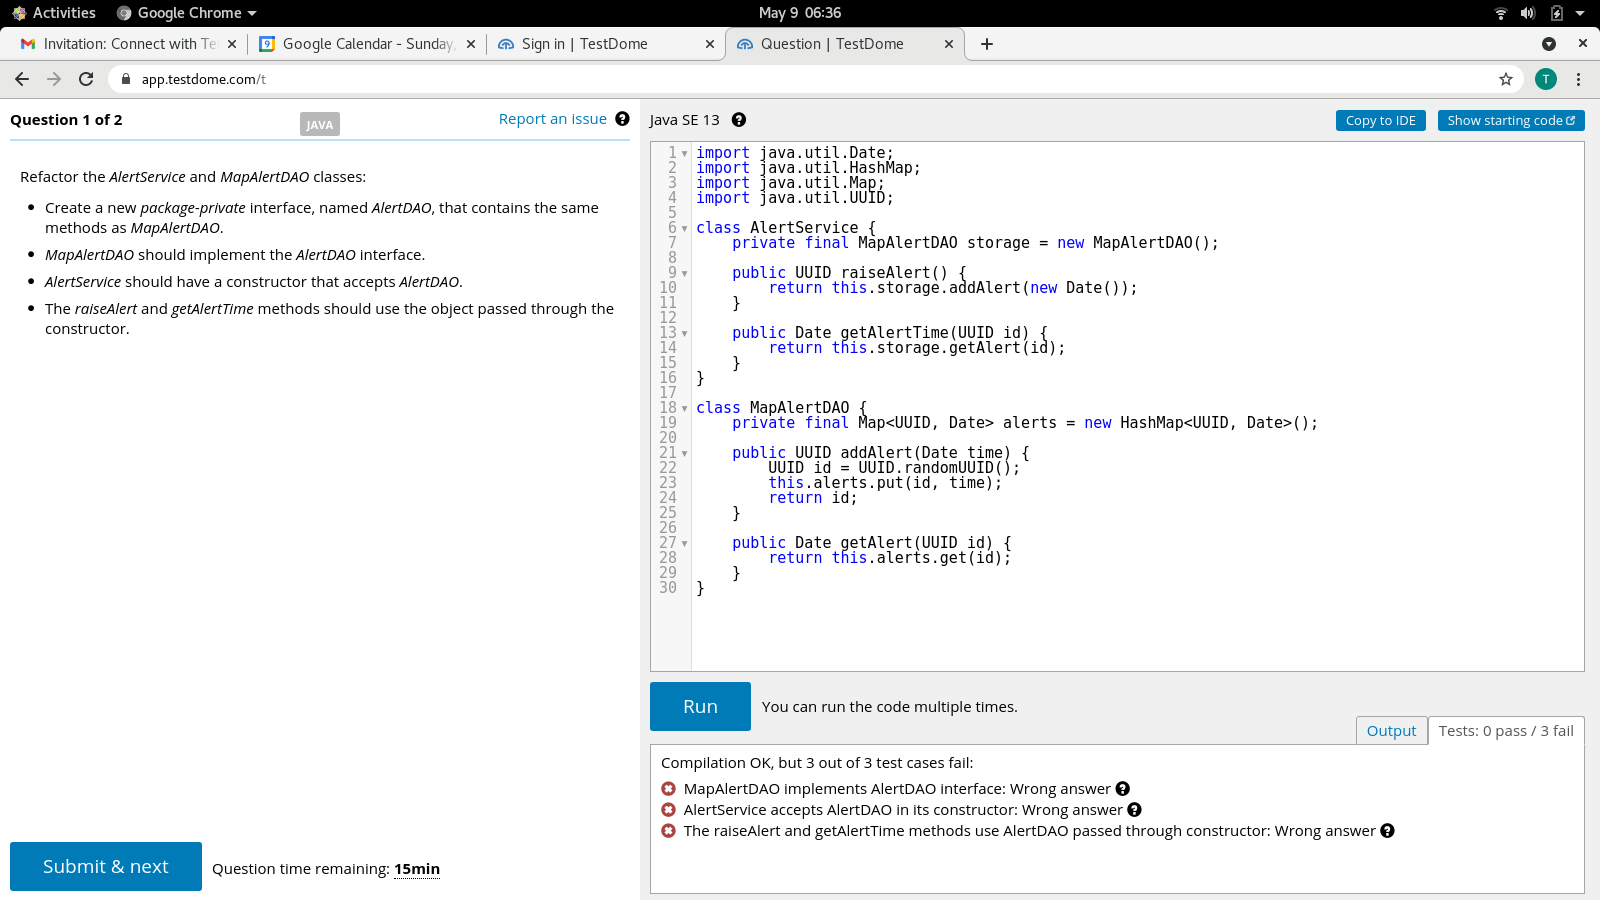 Activities Google Chrome May 9 06:36
Invitation: Connect with Te Google Calendar - Sunday, Sign in | TestDome Question | TestDome
app.testdome.com/t T
Question 1 of 2 JAVA Report an issue
Refactor the AlertService and MapAlertDAO classes:
• Create a new package-private interface, named AlertDAO, that contains the same
methods as MapAlertDAO.
• MapAlertDAO should implement the AlertDAO interface.
• AlertService should have a constructor that accepts AlertDAO.
• The raiseAlert and getAlertTime methods should use the object passed through the
constructor.
Submit & next Question time remaining: 15min
Java SE 13 Copy to IDE Show starting code
1 import java.util.Date;
2 import java.util.HashMap;
3 import java.util.Map;
4 import java.util.UUID;
5
6 class AlertService {
7     private final MapAlertDAO storage = new MapAlertDAO();
8
9     public UUID raiseAlert() {
10         return this.storage.addAlert(new Date());
11     }
12
13     public Date getAlertTime(UUID id) {
14         return this.storage.getAlert(id);
15     }
16 }
17
18 class MapAlertDAO {
19     private final Map<UUID, Date> alerts = new HashMap<UUID, Date>();
20
21     public UUID addAlert(Date time) {
22         UUID id = UUID.randomUUID();
23         this.alerts.put(id, time);
24         return id;
25     }
26
27     public Date getAlert(UUID id) {
28         return this.alerts.get(id);
29     }
30 }
Run You can run the code multiple times.
Output Tests: 0 pass / 3 fail
Compilation OK, but 3 out of 3 test cases fail:
MapAlertDAO implements AlertDAO interface: Wrong answer
AlertService accepts AlertDAO in its constructor: Wrong answer
The raiseAlert and getAlertTime methods use AlertDAO passed through constructor: Wrong answer